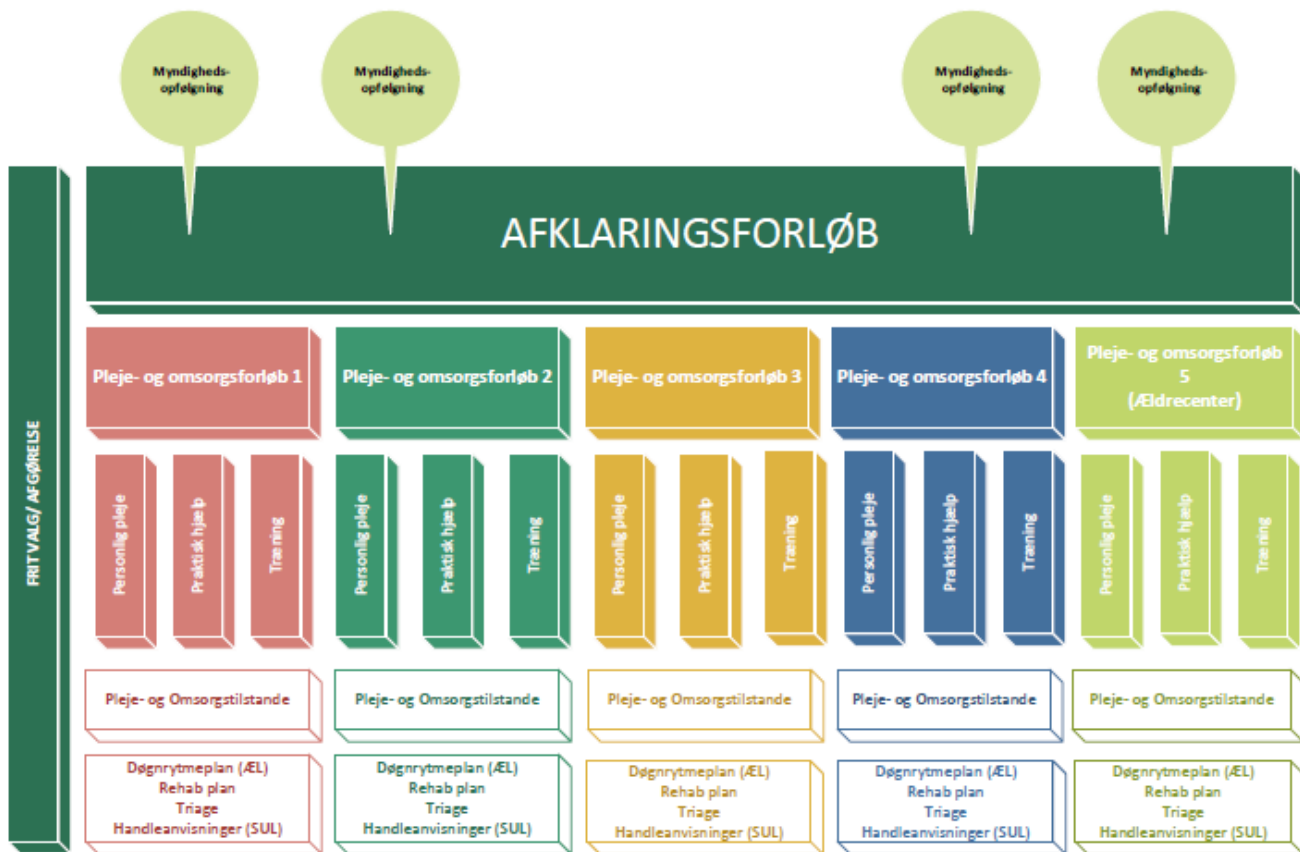 Myndigheds-
opfølgning
Myndigheds-
opfølgning
Myndigheds-
opfølgning
Myndigheds-
opfølgning
FRIT VALG/ AFGØRELSE
AFKLARINGSFORLØB
Pleje- og omsorgsforløb 1
Pleje- og omsorgsforløb 2
Pleje- og omsorgsforløb 3
Pleje- og omsorgsforløb 4
Pleje- og omsorgsforløb
5
(Ældrecenter)
Personlig pleje
Praktisk hjælp
Træning
Personlig pleje
Praktisk hjælp
Træning
Personlig pleje
Praktisk hjælp
Træning
Personlig pleje
Praktisk hjælp
Træning
Personlig pleje
Praktisk hjælp
Træning
Pleje- og Omsorgstilstande
Pleje- og Omsorgstilstande
Pleje- og Omsorgstilstande
Pleje- og Omsorgstilstande
Pleje- og Omsorgstilstande
Døgnrytmeplan (ÆL)
Rehab plan
Triage
Handleanvisninger (SUL)
Døgnrytmeplan (ÆL)
Rehab plan
Triage
Handleanvisninger (SUL)
Døgnrytmeplan (ÆL)
Rehab plan
Triage
Handleanvisninger (SUL)
Døgnrytmeplan (ÆL)
Rehab plan
Triage
Handleanvisninger (SUL)
Døgnrytmeplan (ÆL)
Rehab plan
Triage
Handleanvisninger (SUL)